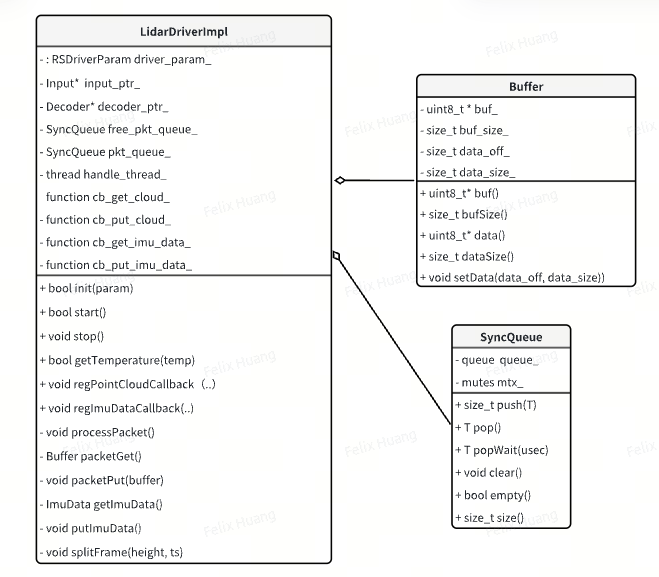 LidarDriverImpl
- : RSDriverParam driver_param_
- Input* input_ptr_
- Decoder* decoder_ptr_
- SyncQueue free_pkt_queue_
- SyncQueue pkt_queue_
- thread handle_thread_
function cb_get_cloud_
- function cb_put_cloud_
- function cb_get_imu_data_
- function cb_put_imu_data_
+ bool init(param)
+ bool start()
+ void stop()
+ bool getTemperature(temp)
+ void regPointCloudCallback（..）
+ void regImuDataCallback(..)
- void processPacket()
- Buffer packetGet()
- void packetPut(buffer)
- ImuData getImuData()
- void putImuData()
- void splitFrame(height, ts)
Buffer
- uint8_t * buf_
- size_t buf_size_
- size_t data_off_
- size_t data_size_
+ uint8_t* buf()
+ size_t bufSize()
+ uint8_t* data()
+ size_t dataSize()
+ void setData(data_off, data_size))
SyncQueue
- queue queue_
- mutes mtx_
+ size_t push(T)
+ T pop()
+ T popWait(usec)
+ void clear()
+ bool empty()
+ size_t size()
Felix Huang
Felix Huang
Felix Huang
Felix Huang
Felix Huang
Felix Huang
Felix Huang
Felix Huang
Felix Huang